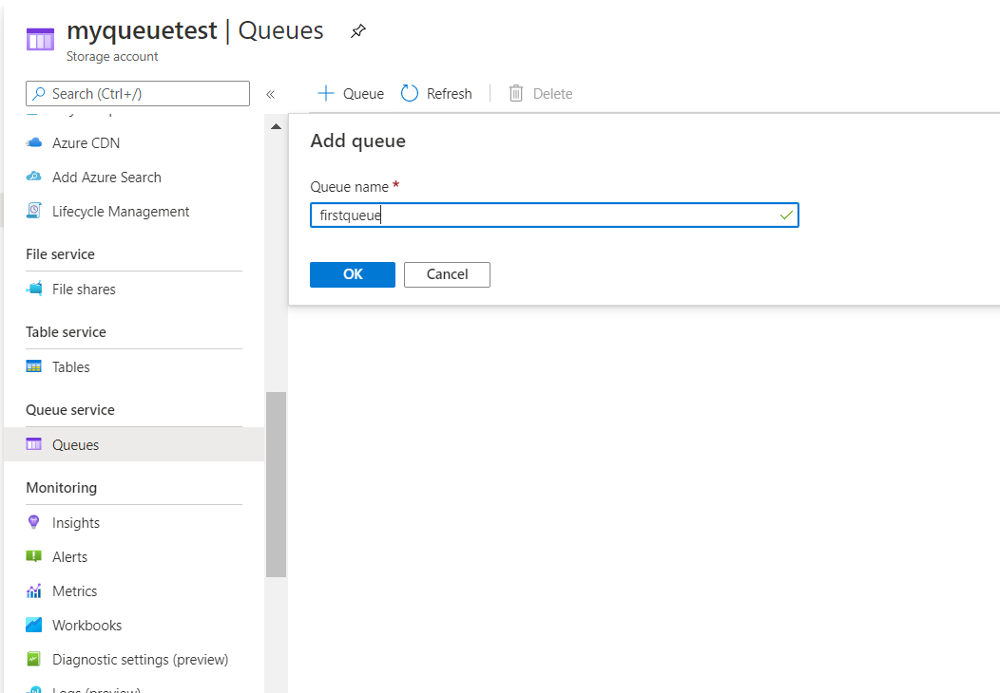 myqueuetest | Queues
Storage account
Search (Ctrl+/)
«
Queue
Refresh
Delete
Azure CDN
Add Azure Search
Lifecycle Management
File service
File shares
Table service
Tables
Queue service
Queues
Monitoring
Insights
Alerts
Metrics
Workbooks
Diagnostic settings (preview)
Logs (preview)
Add queue
Queue name *
firstqueue
OK
Cancel